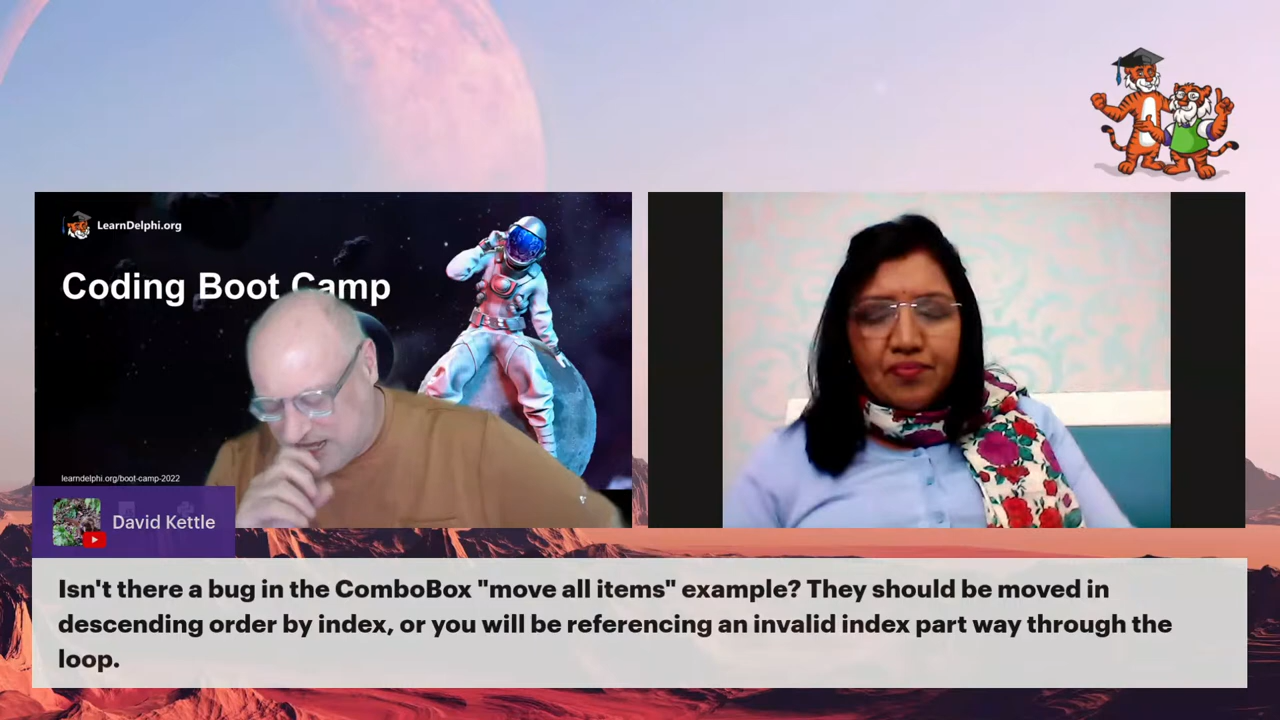 LearnDelphi.org
Coding Boot Camp
learndelphi.org/boot-camp-2022
David Kettle
Isn't there a bug in the ComboBox "move all items" example? They should be moved in
descending order by index, or you will be referencing an invalid index part way through the
loop.